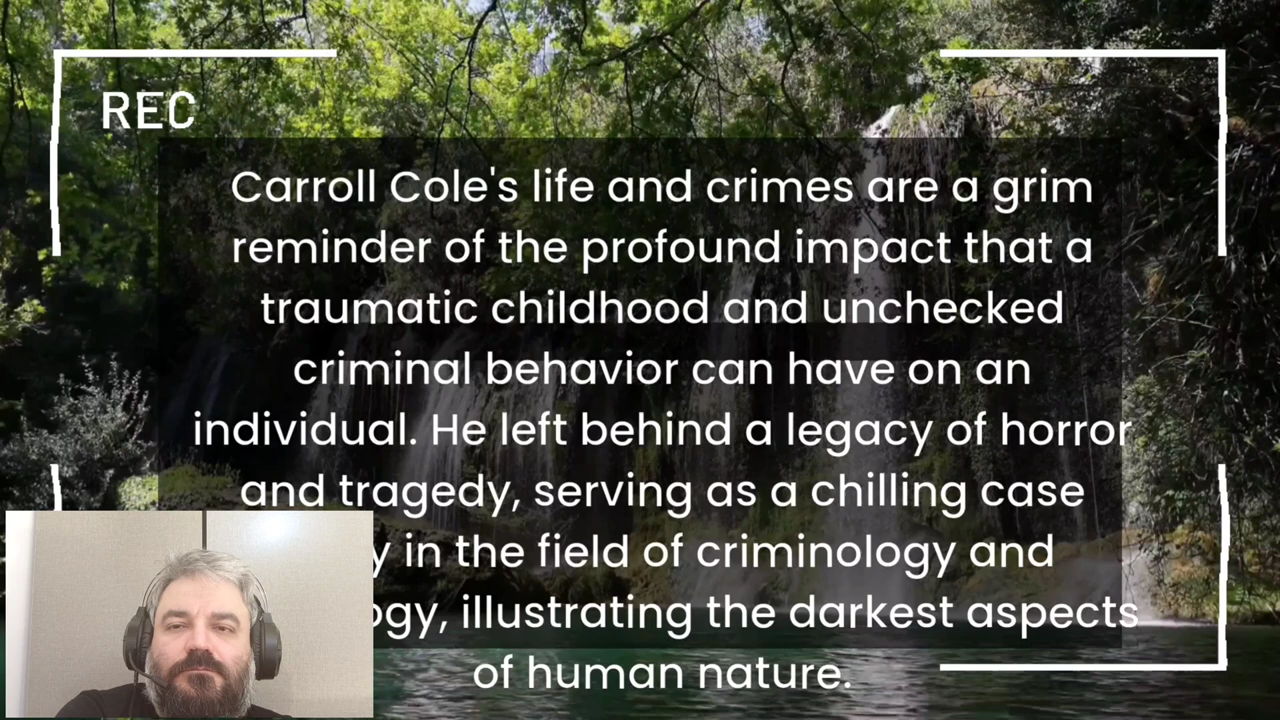 REC
Carroll Cole's life and crimes are a grim
reminder of the profound impact that a
traumatic childhood and unchecked
criminal behavior can have on an
individual. He left behind a legacy of horror
and tragedy, serving as a chilling case
in the field of criminology and
illustrating the darkest aspects
of human nature.